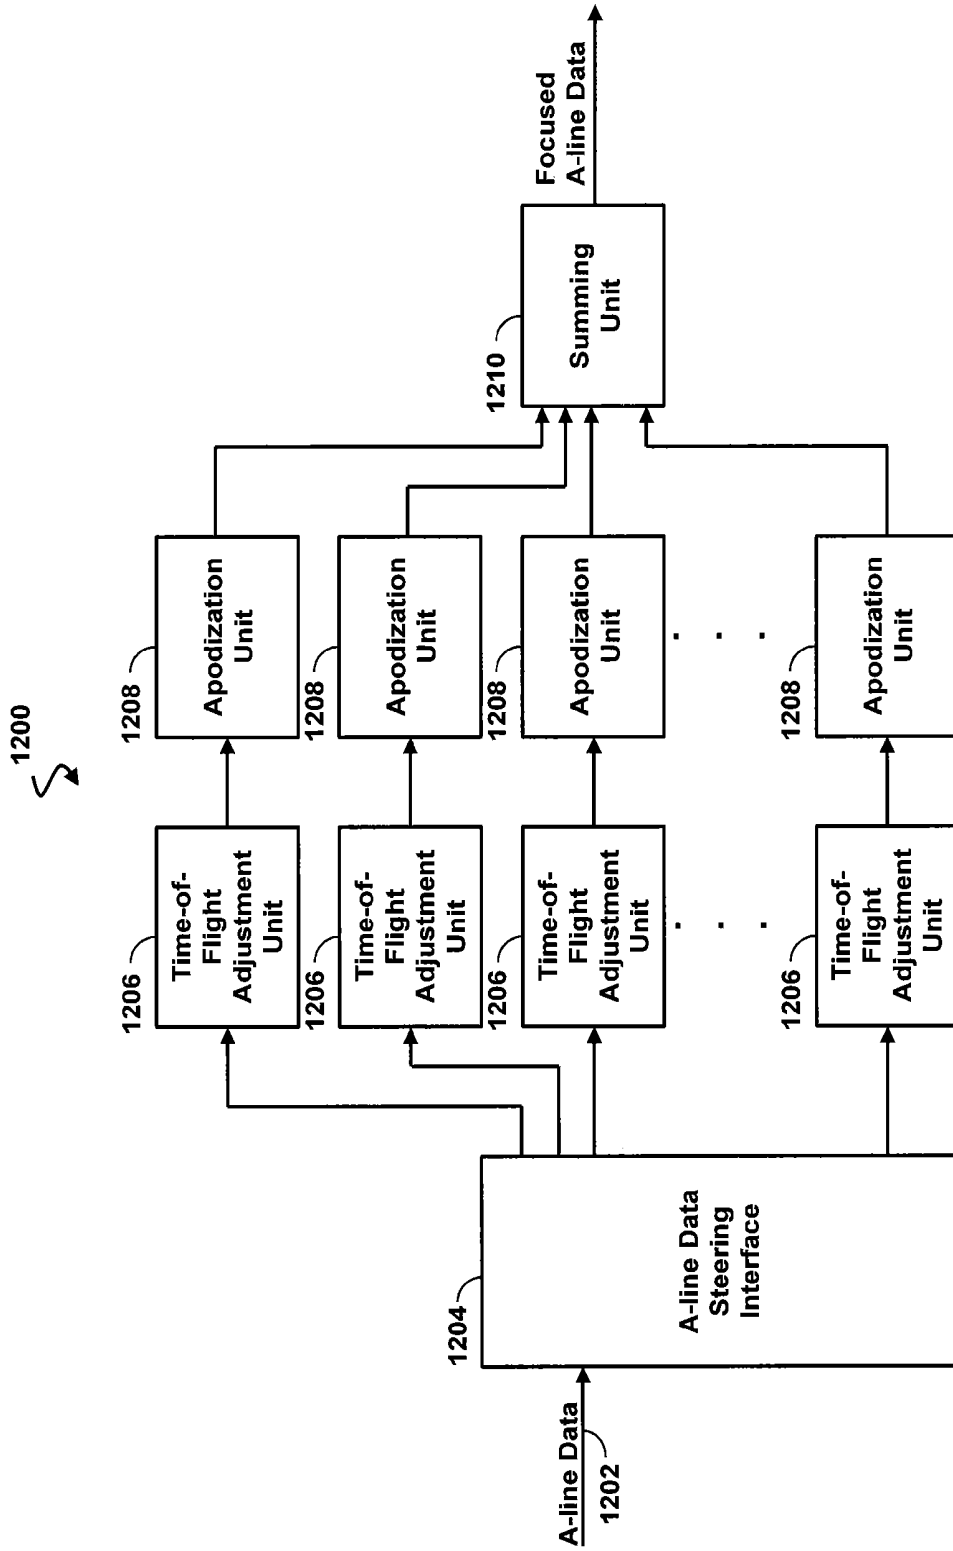 1200
A-line Data
1202
1204
A-line Data
Steering
Interface
1206
Time-of-
Flight
Adjustment
Unit
1208
Apodization
Unit
1206
Time-of-
Flight
Adjustment
Unit
1208
Apodization
Unit
1206
Time-of-
Flight
Adjustment
Unit
1208
Apodization
Unit
. . .
. . .
1206
Time-of-
Flight
Adjustment
Unit
1208
Apodization
Unit
1210
Summing
Unit
Focused
A-line Data